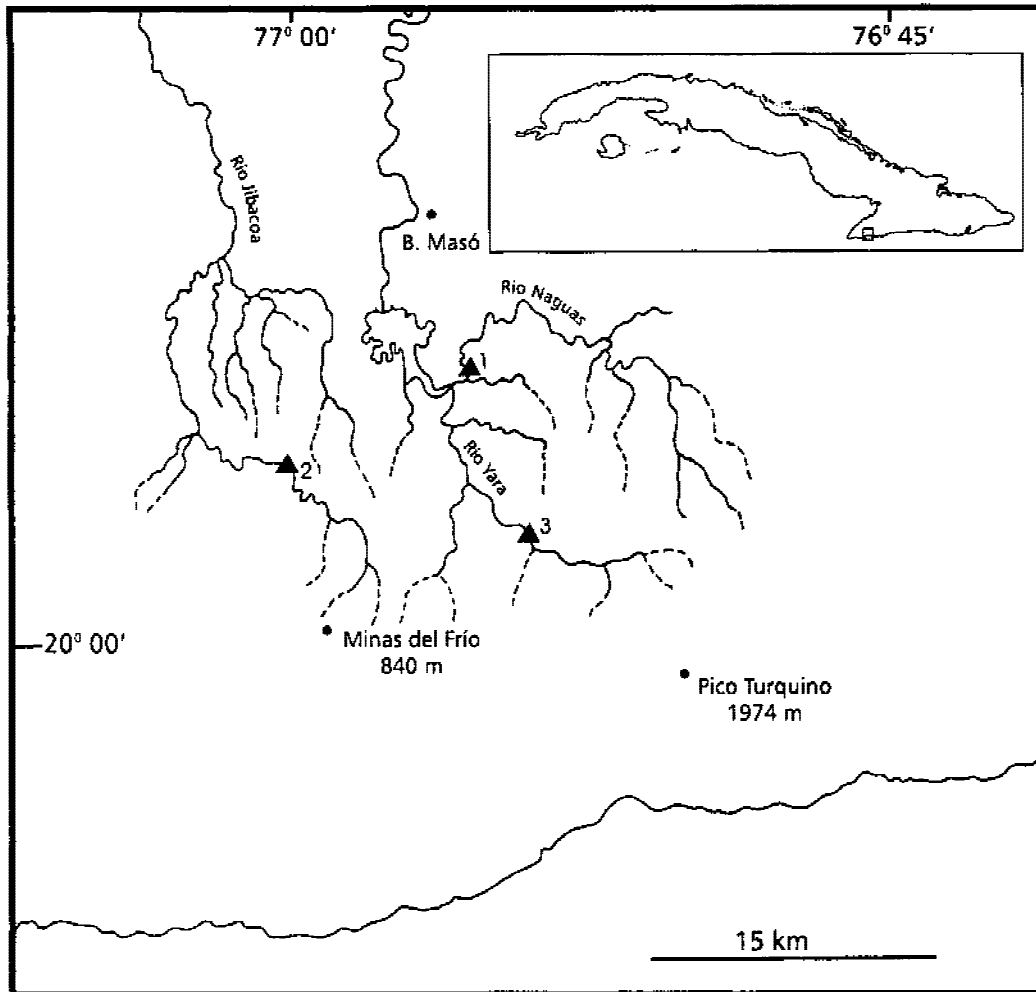 77° 00'
76° 45'
Río Jibacoa
B. Masó
Río Naguas
1
2
Río Yara
3
20° 00'
Minas del Frío
840 m
Pico Turquino
1974 m
15 km